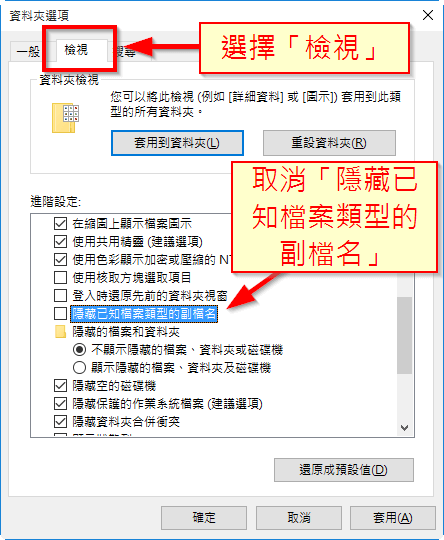 資料夾選項
一般
檢視
搜尋
選擇「檢視」
資料夾檢視
您可以將此檢視 (例如 [詳細資料] 或 [圖示]) 套用到此類
型的所有資料夾。
套用到資料夾(L)
重設資料夾(R)
取消「隱藏已
知檔案類型的
副檔名」
進階設定:
在縮圖上顯示檔案圖示
使用共用精靈 (建議選項)
使用色彩顯示加密或壓縮的 NT
使用核取方塊選取項目
登入時還原先前的資料夾視窗
隱藏已知檔案類型的副檔名
隱藏的檔案和資料夾
不顯示隱藏的檔案、資料夾或磁碟機
顯示隱藏的檔案、資料夾及磁碟機
隱藏空的磁碟機
隱藏保護的作業系統檔案 (建議選項)
隱藏資料夾合併衝突
還原成預設值(D)
確定
取消
套用(A)